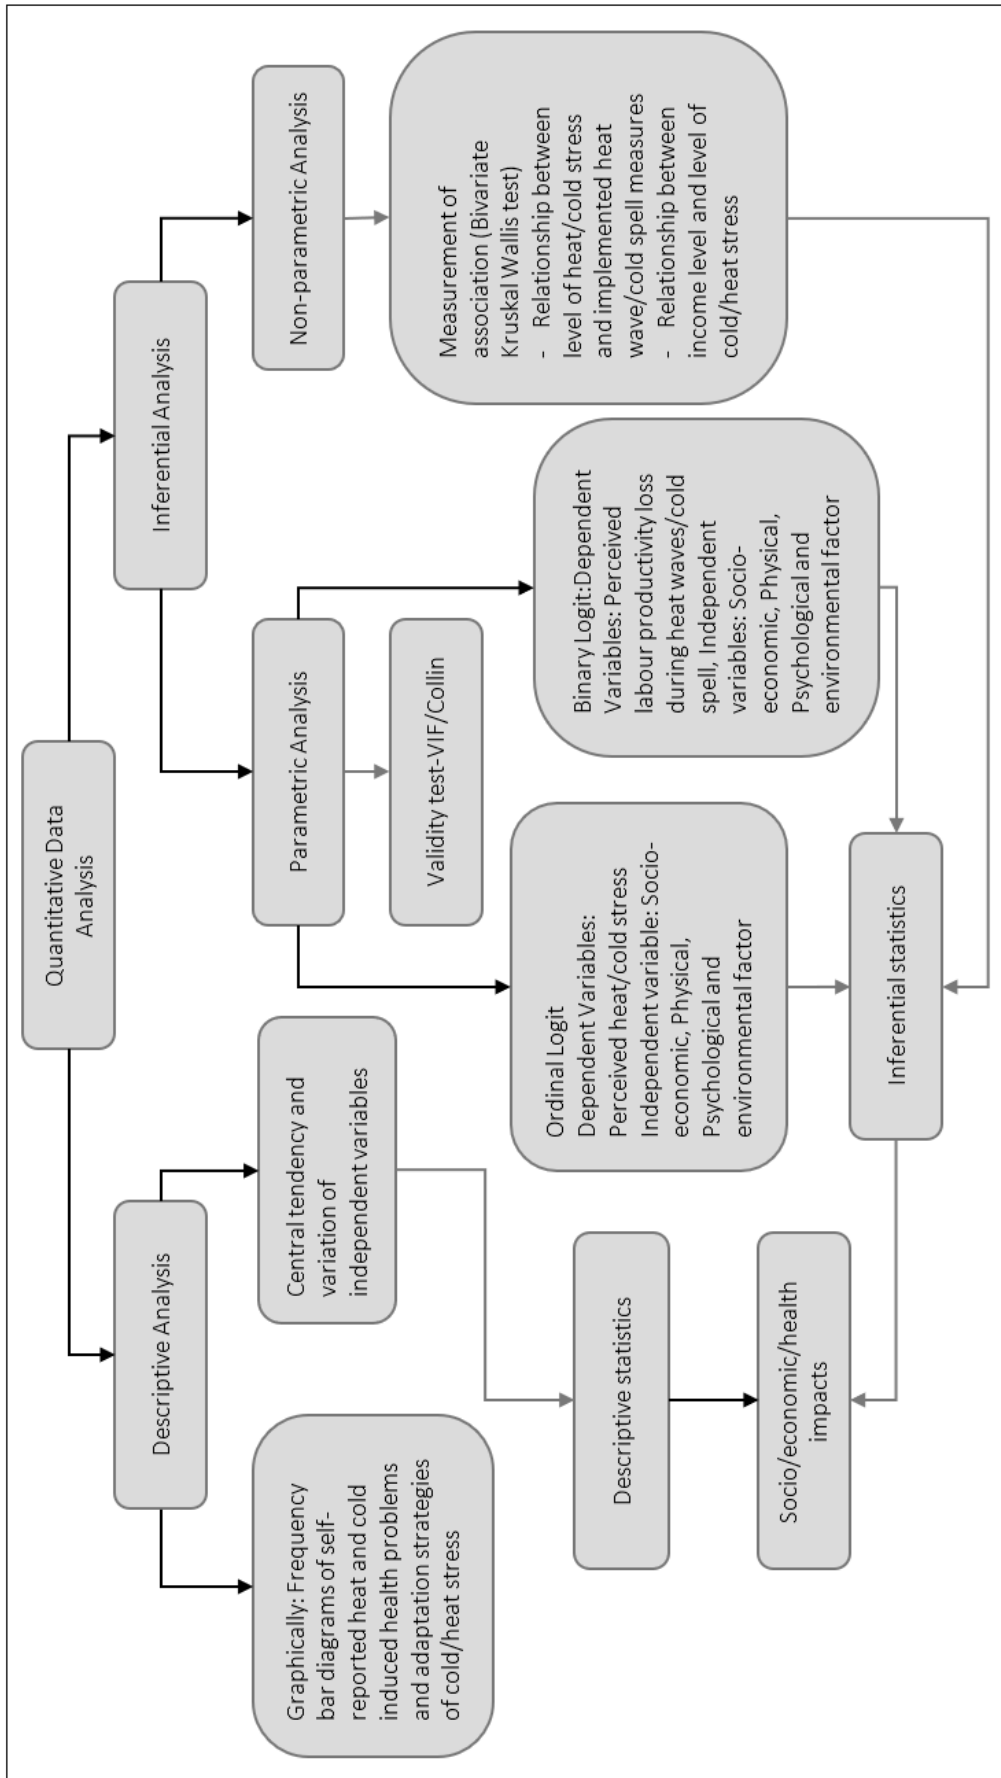 Quantitative Data
Analysis
Descriptive Analysis
Inferential Analysis
Graphically: Frequency
bar diagrams of self-
reported heat and cold
induced health problems
and adaptation strategies
of cold/heat stress
Central tendency and
variation of
independent variables
Parametric Analysis
Non-parametric Analysis
Validity test-VIF/Collin
Measurement of
association (Bivariate
Kruskal Wallis test)
- Relationship between
level of heat/cold stress
and implemented heat
wave/cold spell measures
- Relationship between
income level and level of
cold/heat stress
Ordinal Logit
Dependent Variables:
Perceived heat/cold stress
Independent variable: Socio-
economic, Physical,
Psychological and
environmental factor
Binary Logit:Dependent
Variables: Perceived
labour productivity loss
during heat waves/cold
spell, Independent
variables: Socio-
economic, Physical,
Psychological and
environmental factor
Descriptive statistics
Socio/economic/health
impacts
Inferential statistics